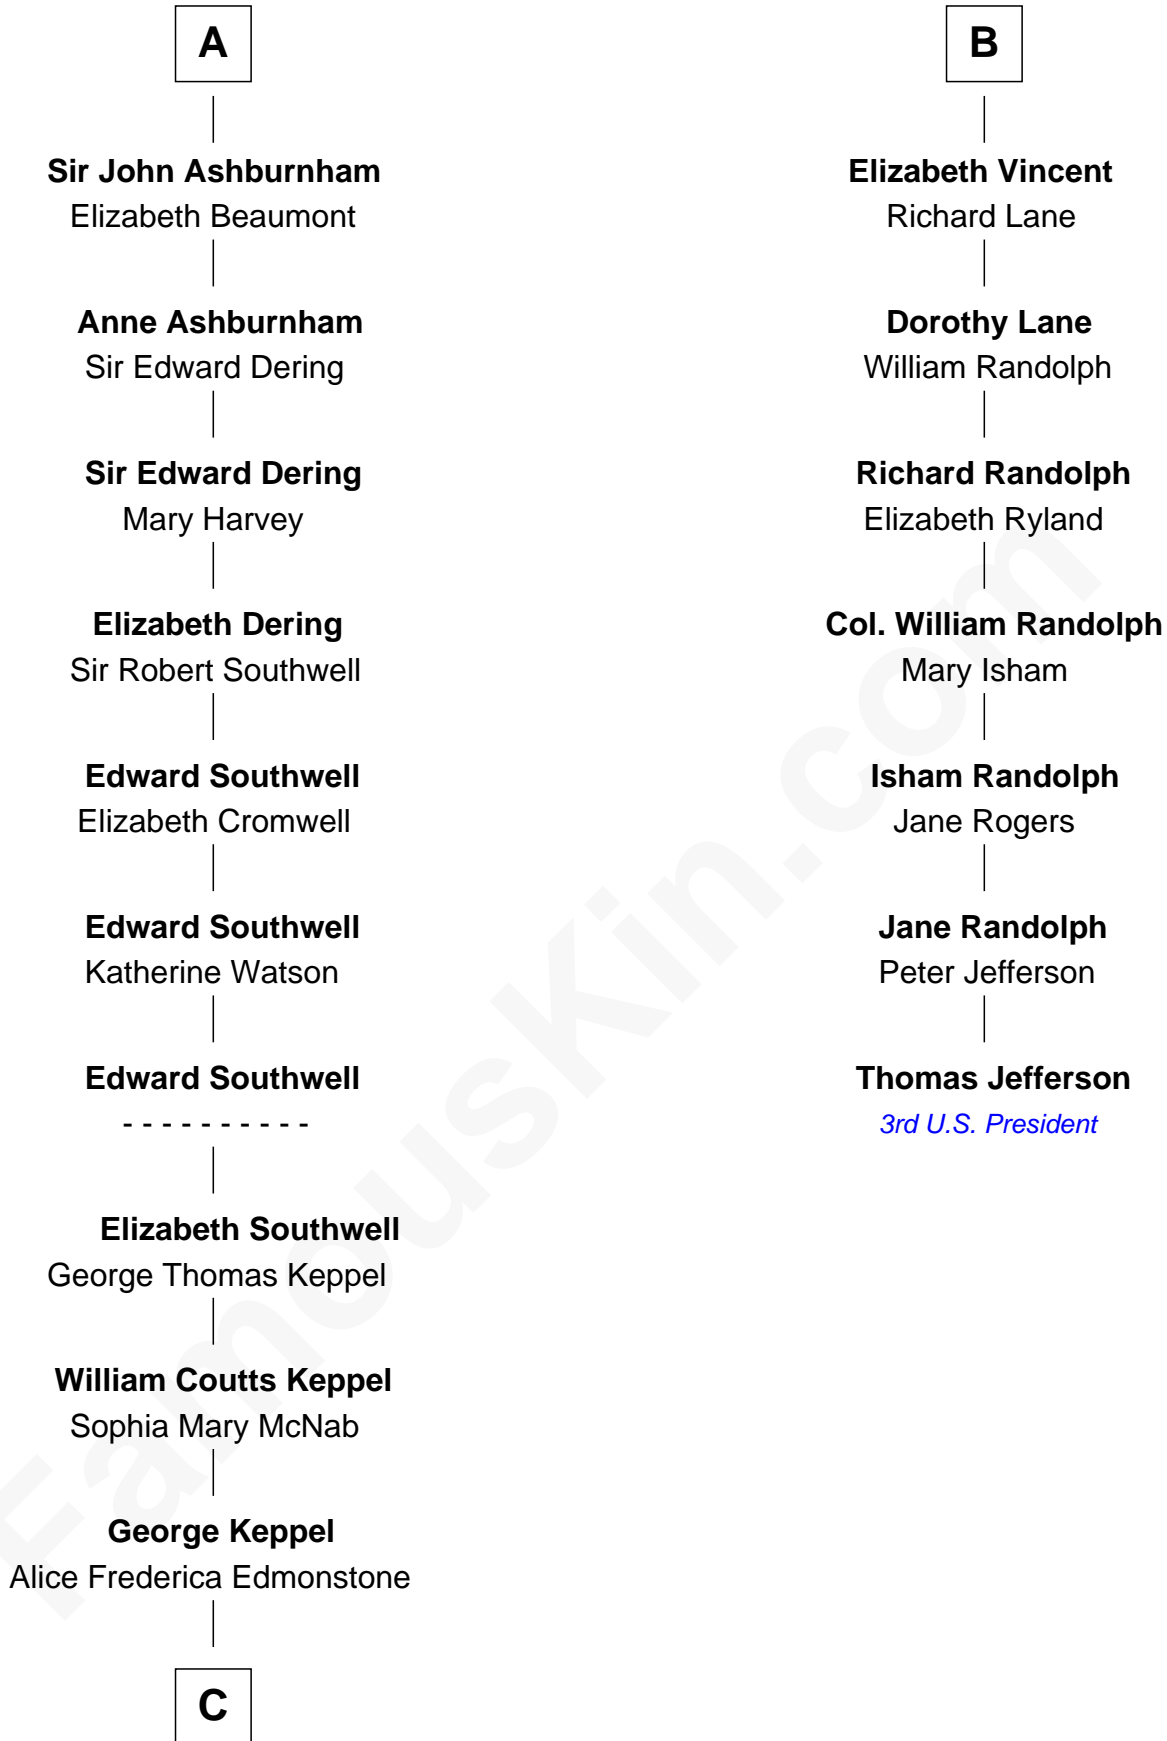 A
Sir John Ashburnham
Elizabeth Beaumont
Anne Ashburnham
Sir Edward Dering
Sir Edward Dering
Mary Harvey
Elizabeth Dering
Sir Robert Southwell
Edward Southwell
Elizabeth Cromwell
Edward Southwell
Katherine Watson
Edward Southwell
- - - - - - - - - -
Elizabeth Southwell
George Thomas Keppel
William Coutts Keppel
Sophia Mary McNab
George Keppel
Alice Frederica Edmonstone
C
B
Elizabeth Vincent
Richard Lane
Dorothy Lane
William Randolph
Richard Randolph
Elizabeth Ryland
Col. William Randolph
Mary Isham
Isham Randolph
Jane Rogers
Jane Randolph
Peter Jefferson
Thomas Jefferson
3rd U.S. President
FamousKin.com